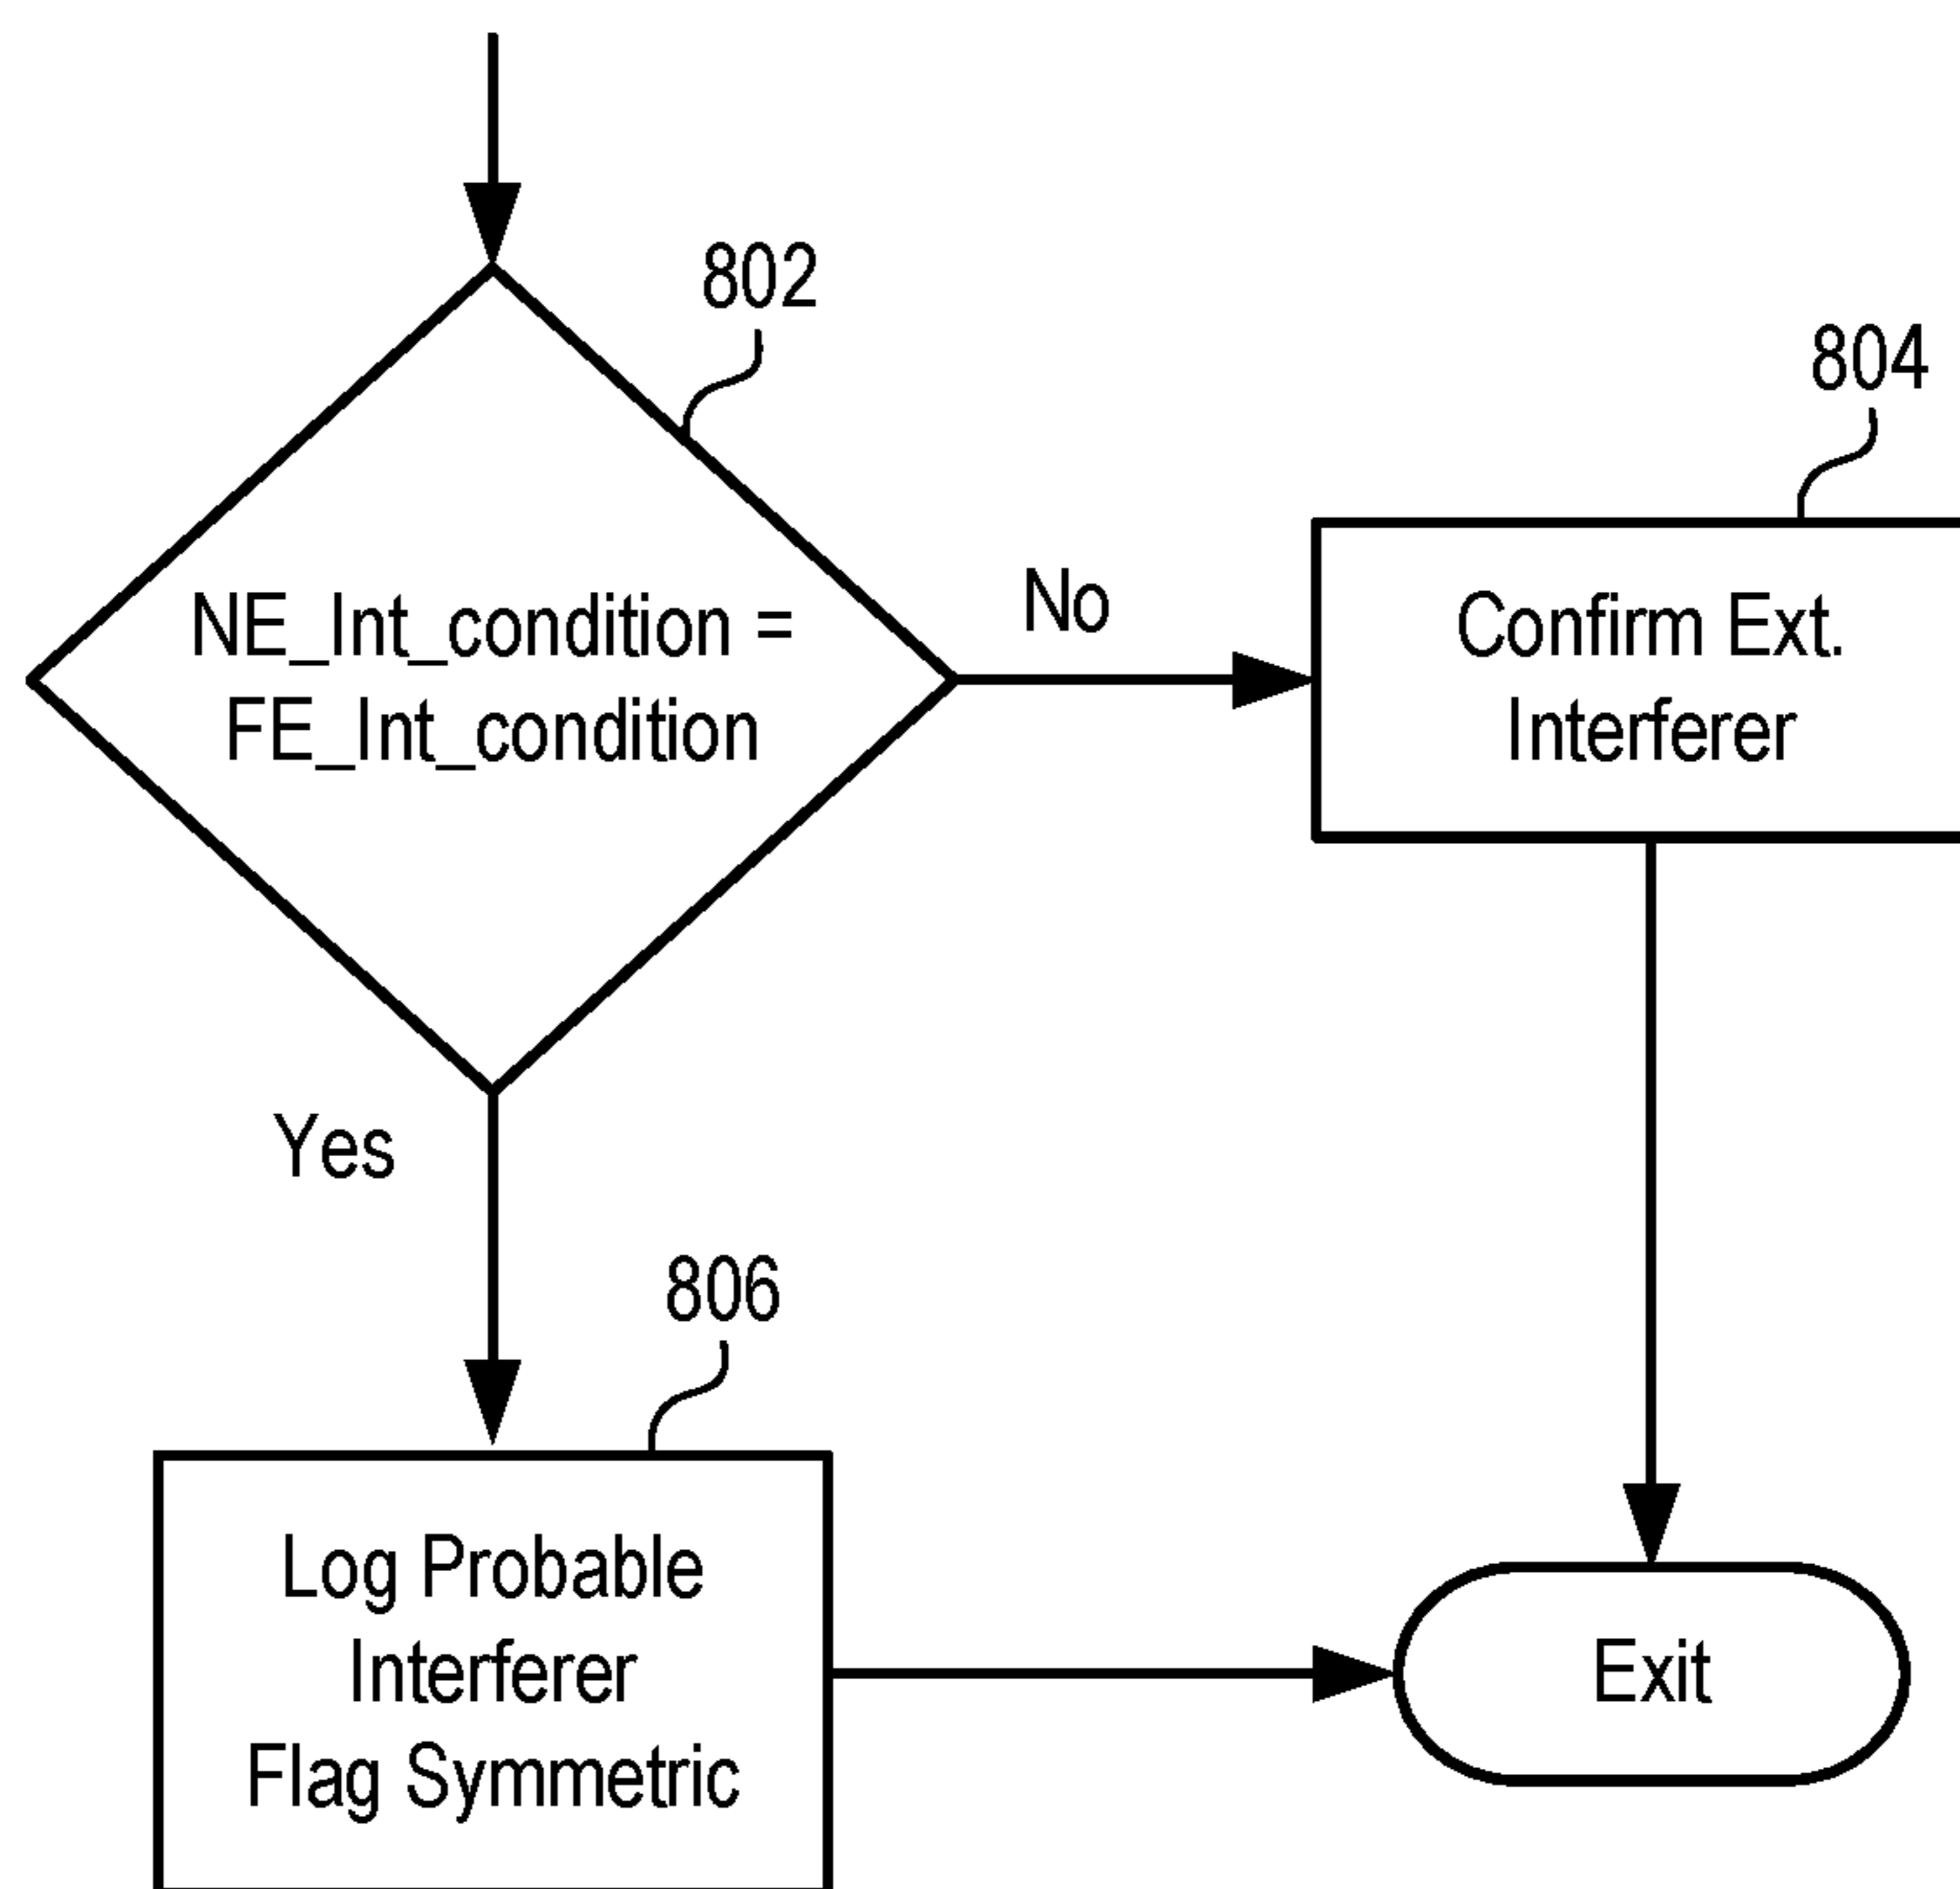 802
NE_Int_condition =
FE_Int_condition
No
804
Confirm Ext.
Interferer
Yes
806
Log Probable
Interferer
Flag Symmetric
Exit